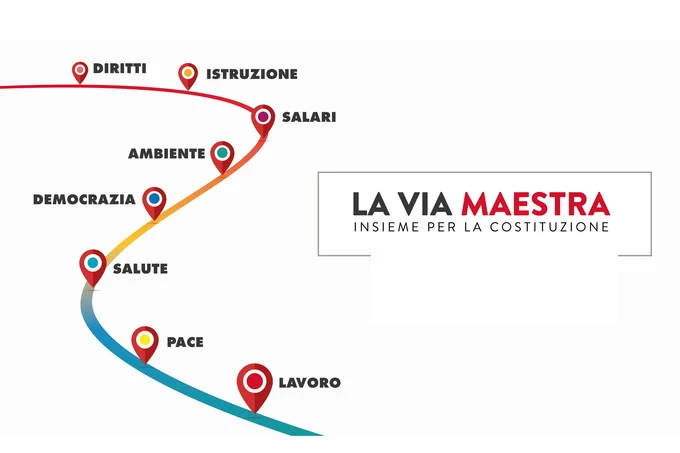 DIRITTI
ISTRUZIONE
SALARI
AMBIENTE
DEMOCRAZIA
SALUTE
PACE
LAVORO
LA VIA MAESTRA
INSIEME PER LA COSTITUZIONE